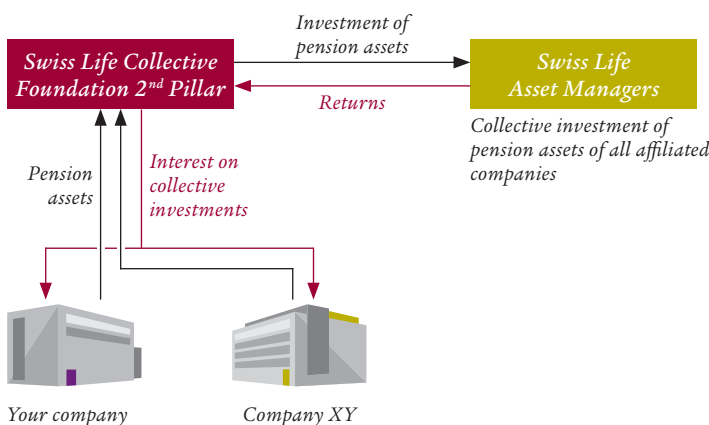 Investment of
pension assets
Swiss Life Collective
Foundation 2nd Pillar
Swiss Life
Asset Managers
Returns
Collective investment of
pension assets of all affiliated
companies
Pension
assets
Interest on
collective
investments
Your company
Company XY